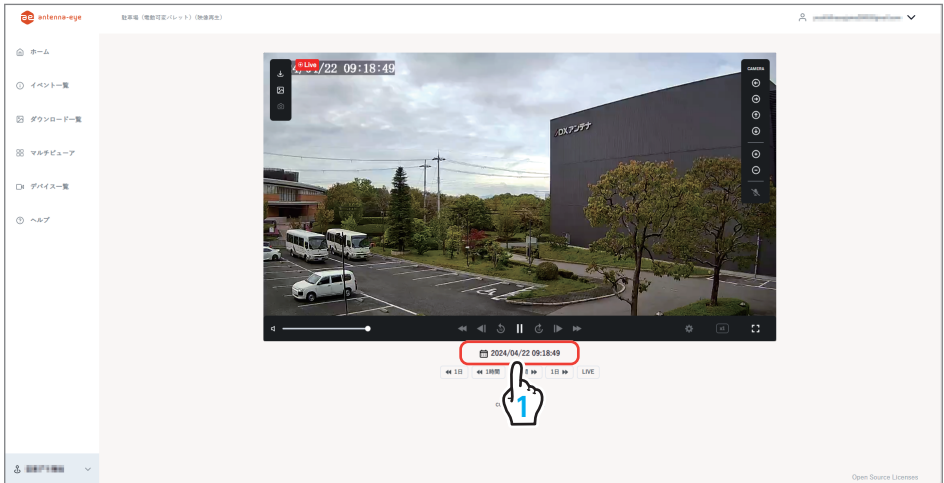 ae antenna-eye
駐車場(電動可変バレット)(映像再生)
ホーム
イベント一覧
ダウンロード一覧
マルチビューア
デバイス一覧
ヘルプ
Live
/22 09:18:49
CAMERA
DXアンテナ
x1
2024/04/22 09:18:49
1日
1時間
1日
LIVE
1
Open Source Licenses